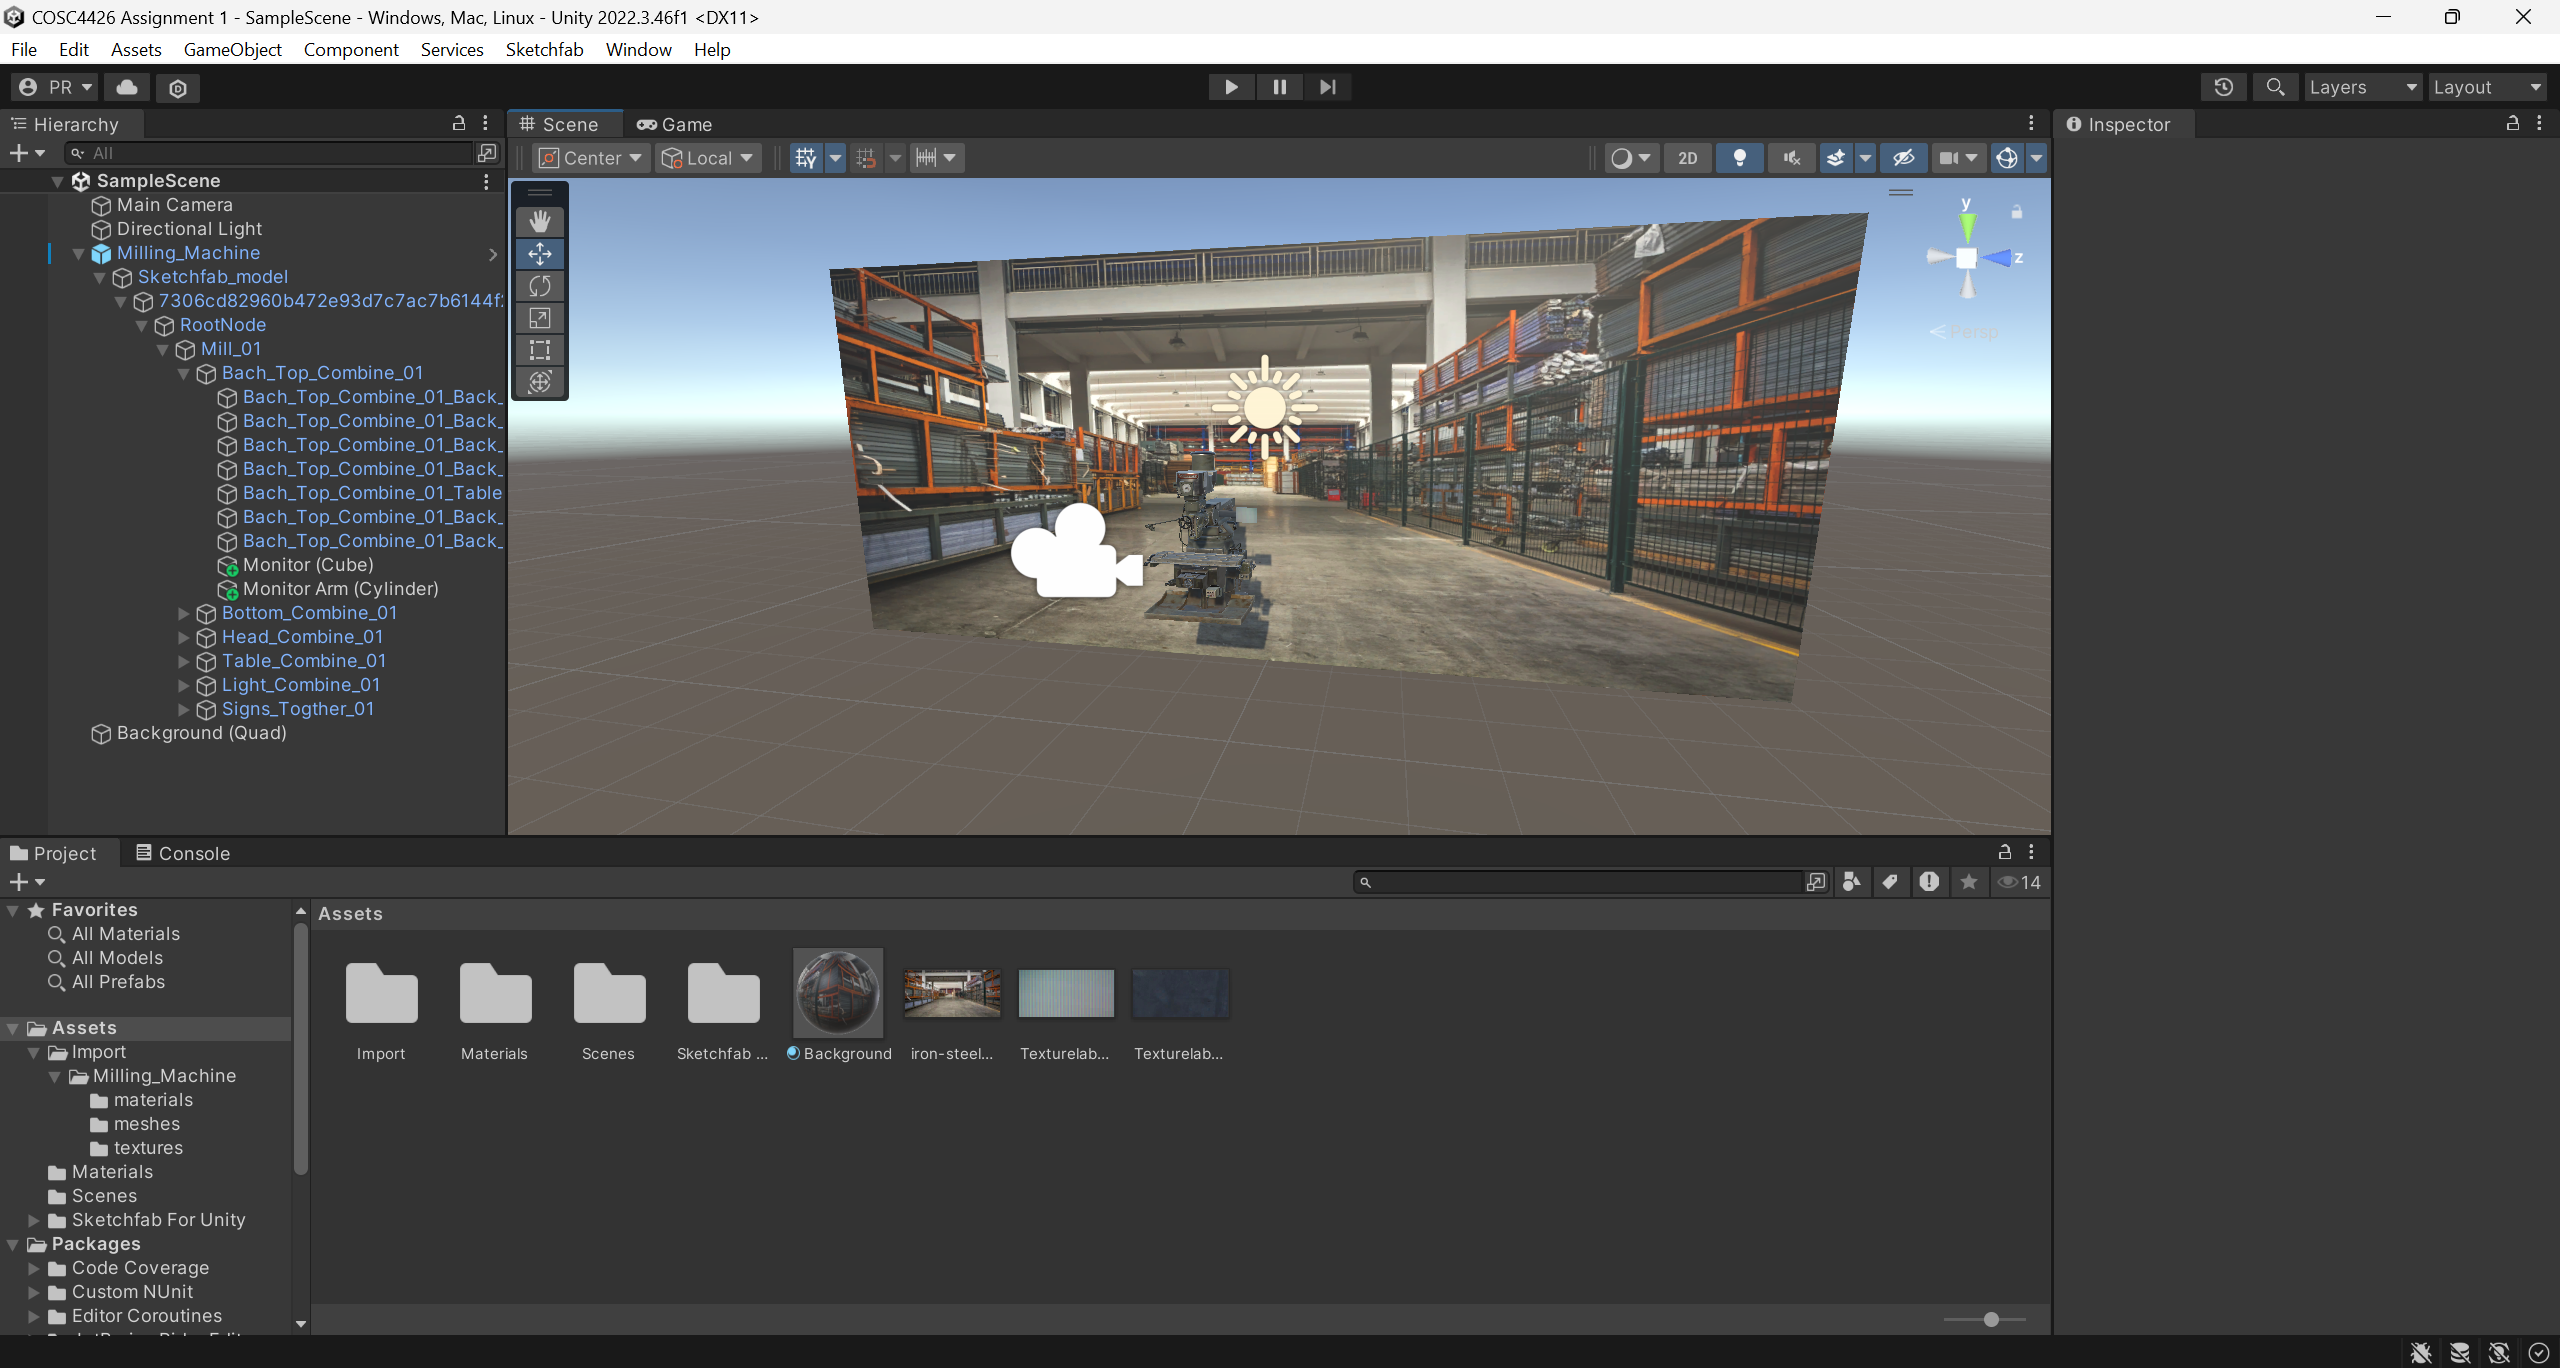 COSC4426 Assignment 1 - SampleScene - Windows, Mac, Linux - Unity 2022.3.46f1 <DX11>
File Edit Assets GameObject Component Services Sketchfab Window Help
PR Layers Layout
Hierarchy
All
SampleScene
Main Camera
Directional Light
Milling_Machine
Sketchfab_model
7306cd82960b472e93d7c7ac7b6144f
RootNode
Mill_01
Bach_Top_Combine_01
Bach_Top_Combine_01_Back_
Bach_Top_Combine_01_Back_
Bach_Top_Combine_01_Back_
Bach_Top_Combine_01_Back_
Bach_Top_Combine_01_Table
Bach_Top_Combine_01_Back_
Bach_Top_Combine_01_Back_
Monitor (Cube)
Monitor Arm (Cylinder)
Bottom_Combine_01
Head_Combine_01
Table_Combine_01
Light_Combine_01
Signs_Togther_01
Background (Quad)
Scene Game
Center Local 2D
y
z
Persp
Inspector
Project Console
14
Favorites
All Materials
All Models
All Prefabs
Assets
Import
Milling_Machine
materials
meshes
textures
Materials
Scenes
Sketchfab For Unity
Packages
Code Coverage
Custom NUnit
Editor Coroutines
Assets
Import Materials Scenes Sketchfab ... Background iron-steel... Texturelab... Texturelab...